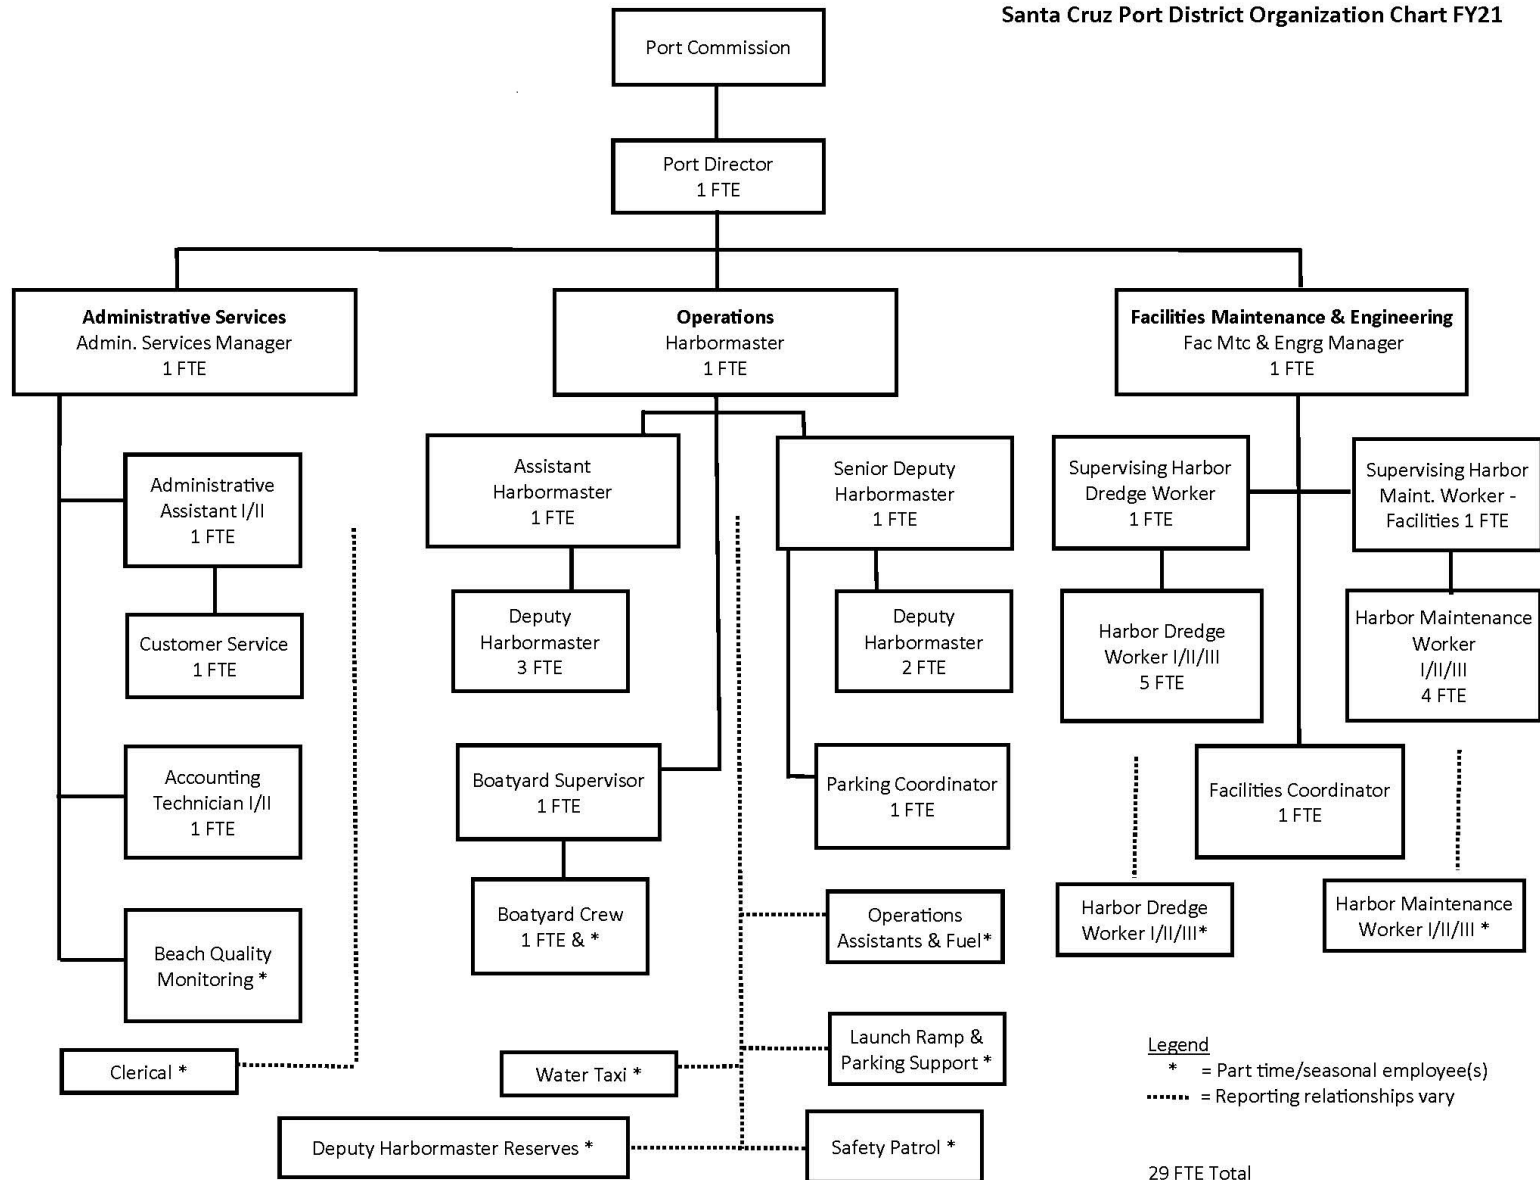 Santa Cruz Port District Organization Chart FY21
Port Commission
Port Director
1 FTE
Administrative Services
Admin. Services Manager
1 FTE
Operations
Harbormaster
1 FTE
Facilities Maintenance & Engineering
Fac Mtc & Engrg Manager
1 FTE
Administrative
Assistant I/II
1 FTE
Customer Service
1 FTE
Accounting
Technician I/II
1 FTE
Beach Quality
Monitoring *
Clerical *
Assistant
Harbormaster
1 FTE
Deputy
Harbormaster
3 FTE
Senior Deputy
Harbormaster
1 FTE
Deputy
Harbormaster
2 FTE
Boatyard Supervisor
1 FTE
Boatyard Crew
1 FTE & *
Parking Coordinator
1 FTE
Operations
Assistants & Fuel*
Launch Ramp &
Parking Support *
Water Taxi *
Deputy Harbormaster Reserves *
Safety Patrol *
Supervising Harbor
Dredge Worker
1 FTE
Harbor Dredge
Worker I/II/III
5 FTE
Supervising Harbor
Maint. Worker -
Facilities 1 FTE
Harbor Maintenance
Worker
I/II/III
4 FTE
Facilities Coordinator
1 FTE
Harbor Dredge
Worker I/II/III*
Harbor Maintenance
Worker I/II/III *
Legend
* = Part time/seasonal employee(s)
= Reporting relationships vary
29 FTE Total